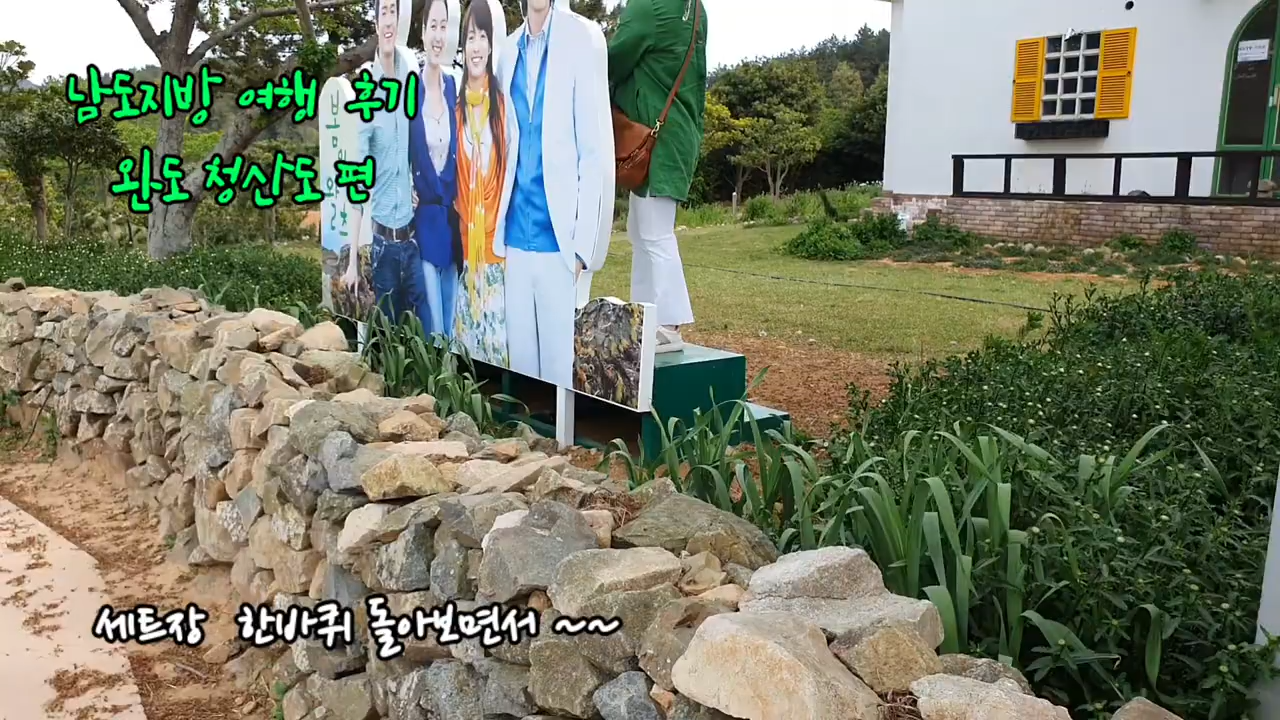 남도지방 여행 후기
완도 청산도 편
세트장 한바퀴 돌아보면서 ~~